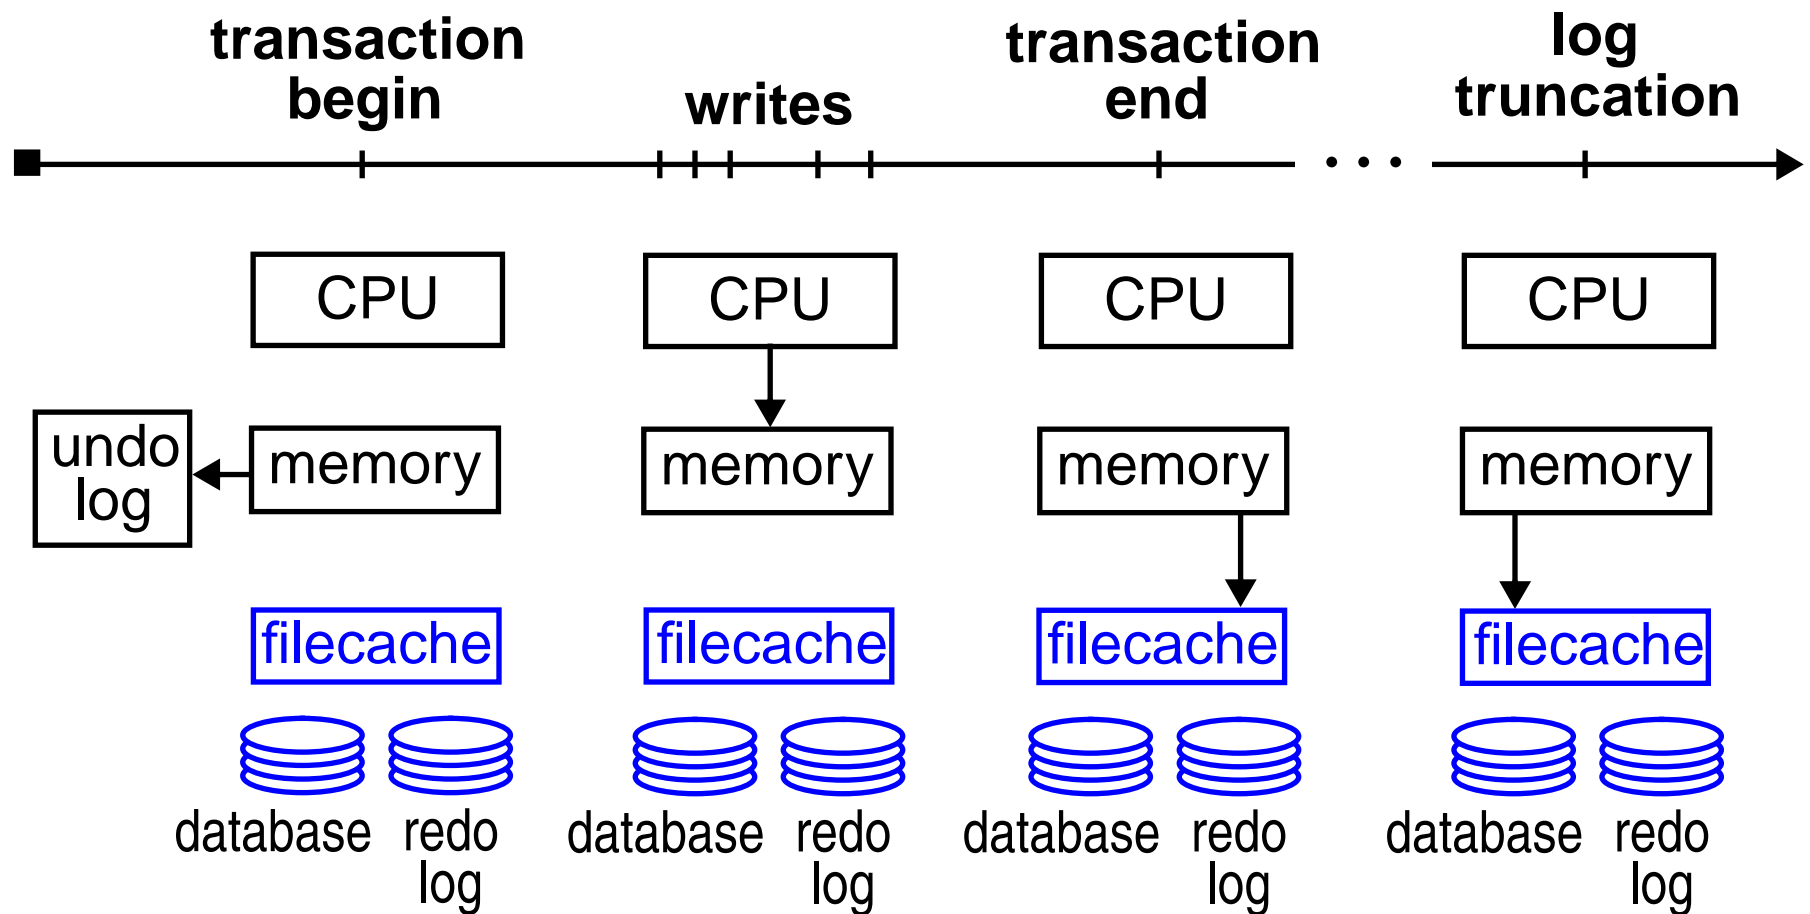 transaction
begin
writes
transaction
end
log
truncation
CPU
CPU
CPU
CPU
undo
log
memory
memory
memory
memory
filecache
filecache
filecache
filecache
database
redo
log
database
redo
log
database
redo
log
database
redo
log